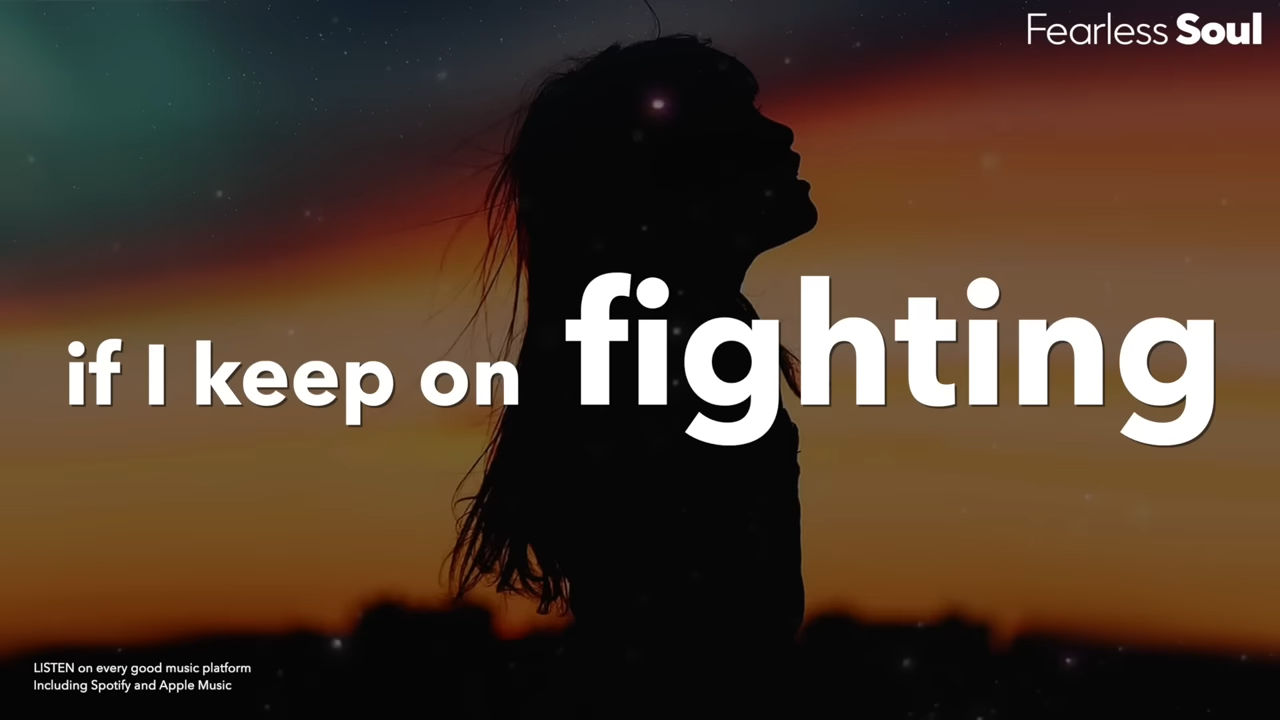 Fearless Soul
if I keep on fighting
LISTEN on every good music platform
Including Spotify and Apple Music